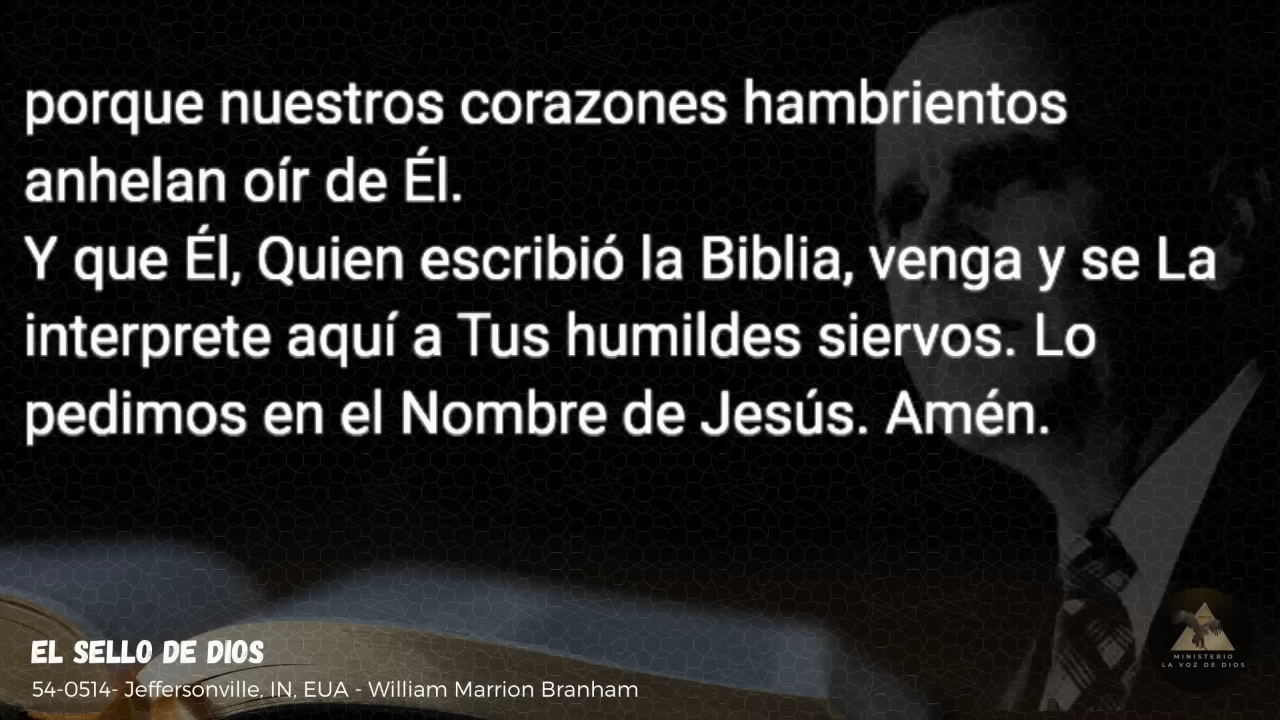 porque nuestros corazones hambrientos
anhelan oír de Él.
Y que Él, Quien escribió la Biblia, venga y se La
interprete aquí a Tus humildes siervos. Lo
pedimos en el Nombre de Jesús. Amén.
EL SELLO DE DIOS
54-0514- Jeffersonville, IN, EUA - William Marrion Branham
MINISTERIO
LA VOZ DE DIOS